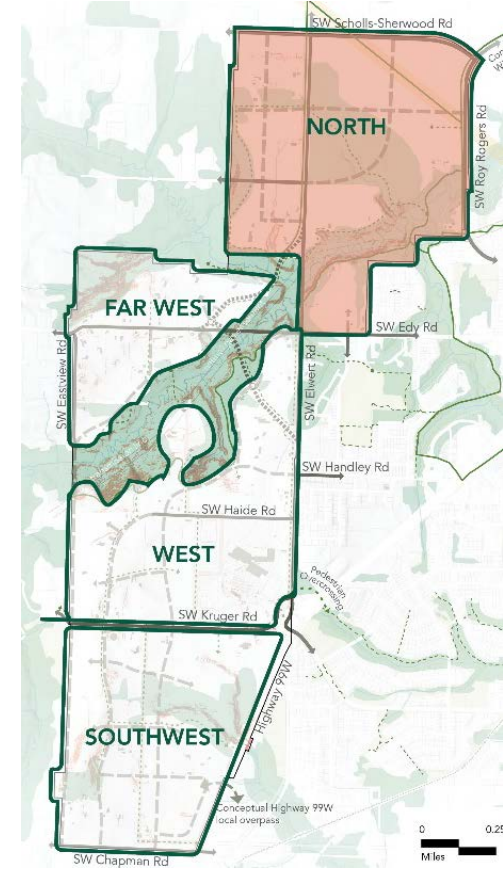 SW Scholls-Sherwood Rd
NORTH
SW Roy Rogers Rd
FAR WEST
SW Edy Rd
SW Eastview Rd
SW Elwert Rd
SW Handley Rd
SW Haide Rd
WEST
Pedestrian
Overcrossing
SW Kruger Rd
Highway 99W
SOUTHWEST
Conceptual Highway 99W
local overpass
SW Chapman Rd
0 0.25
Miles